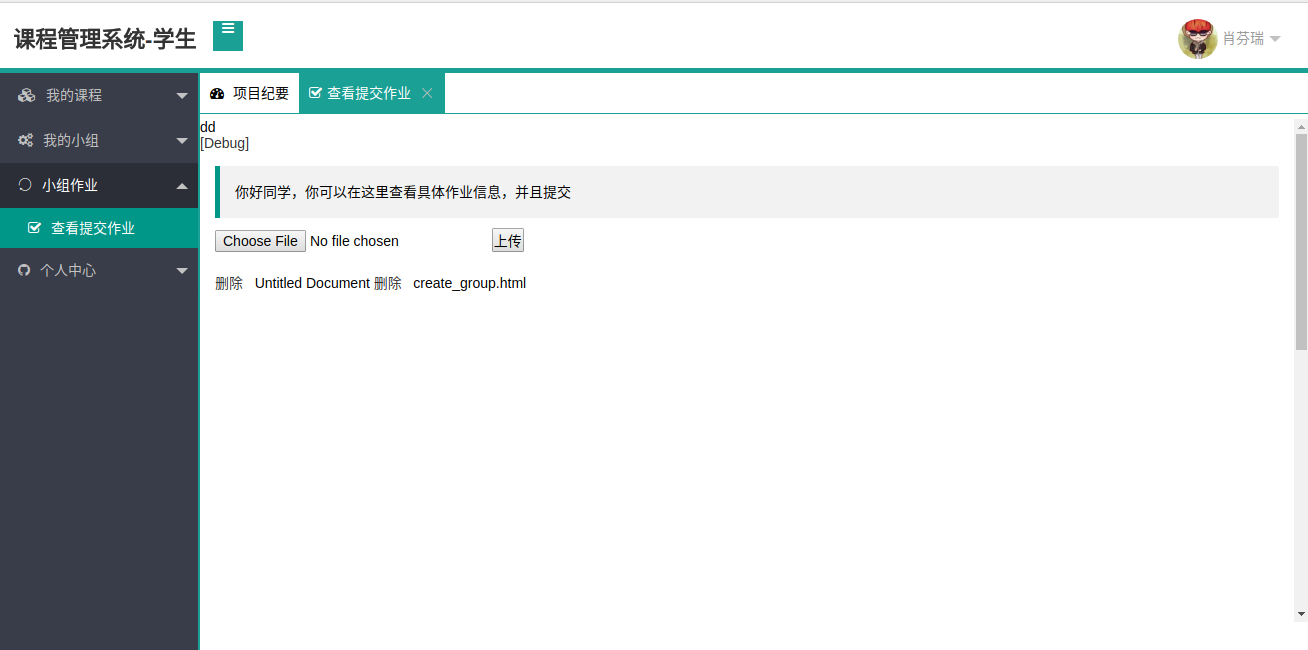 课程管理系统-学生
肖芬瑞
我的课程
我的小组
小组作业
查看提交作业
个人中心
项目纪要
查看提交作业
dd
[Debug]
你好同学，你可以在这里查看具体作业信息，并且提交
Choose File No file chosen 上传
删除 Untitled Document 删除 create_group.html